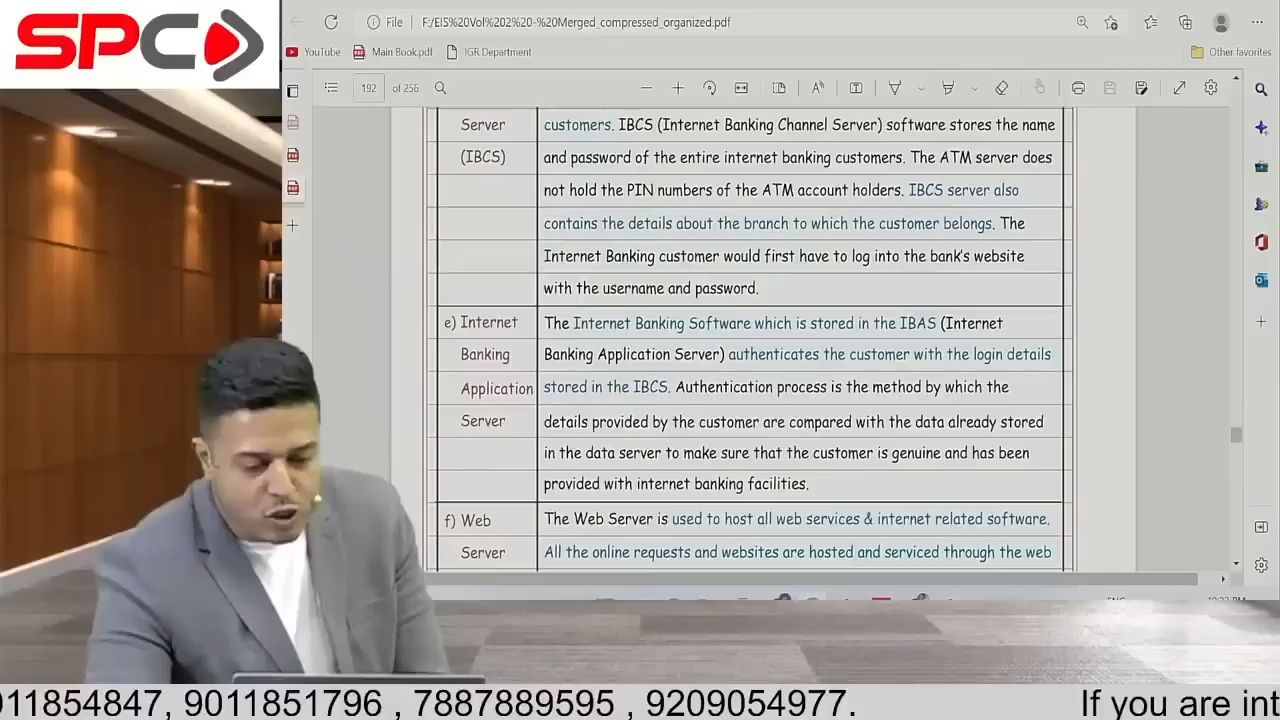 SPC
File
F:/EIS%20Vol%202%20-%20Merged_compressed_organized.pdf
YouTube
Main Book.pdf
IGR Department
Other favorites
192
of 256
Server
customers. IBCS (Internet Banking Channel Server) software stores the name
(IBCS)
and password of the entire internet banking customers. The ATM server does
not hold the PIN numbers of the ATM account holders. IBCS server also
contains the details about the branch to which the customer belongs. The
Internet Banking customer would first have to log into the bank's website
with the username and password.
e) Internet
The Internet Banking Software which is stored in the IBAS (Internet
Banking
Banking Application Server) authenticates the customer with the login details
Application
stored in the IBCS. Authentication process is the method by which the
Server
details provided by the customer are compared with the data already stored
in the data server to make sure that the customer is genuine and has been
provided with internet banking facilities.
f) Web
The Web Server is used to host all web services & internet related software.
Server
All the online requests and websites are hosted and serviced through the web
011854847, 9011851796 , 7887889595 , 9209054977.
If you are int